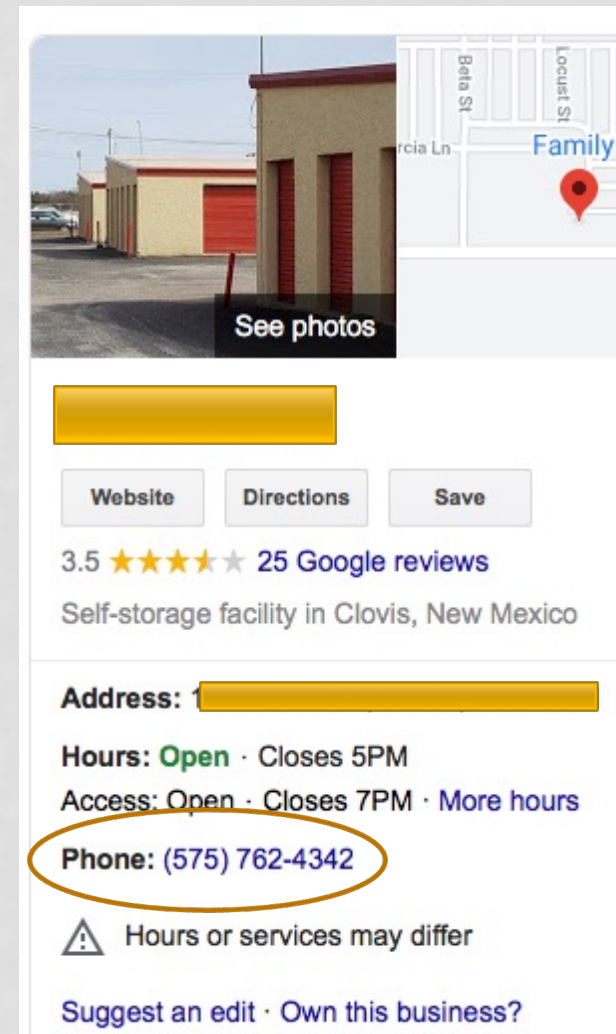 Beta St
Locust St
rcia Ln
Family
See photos
Website Directions Save
3.5 25 Google reviews
Self-storage facility in Clovis, New Mexico
Address: 1
Hours: Open · Closes 5PM
Access: Open · Closes 7PM · More hours
Phone: (575) 762-4342
Hours or services may differ
Suggest an edit · Own this business?